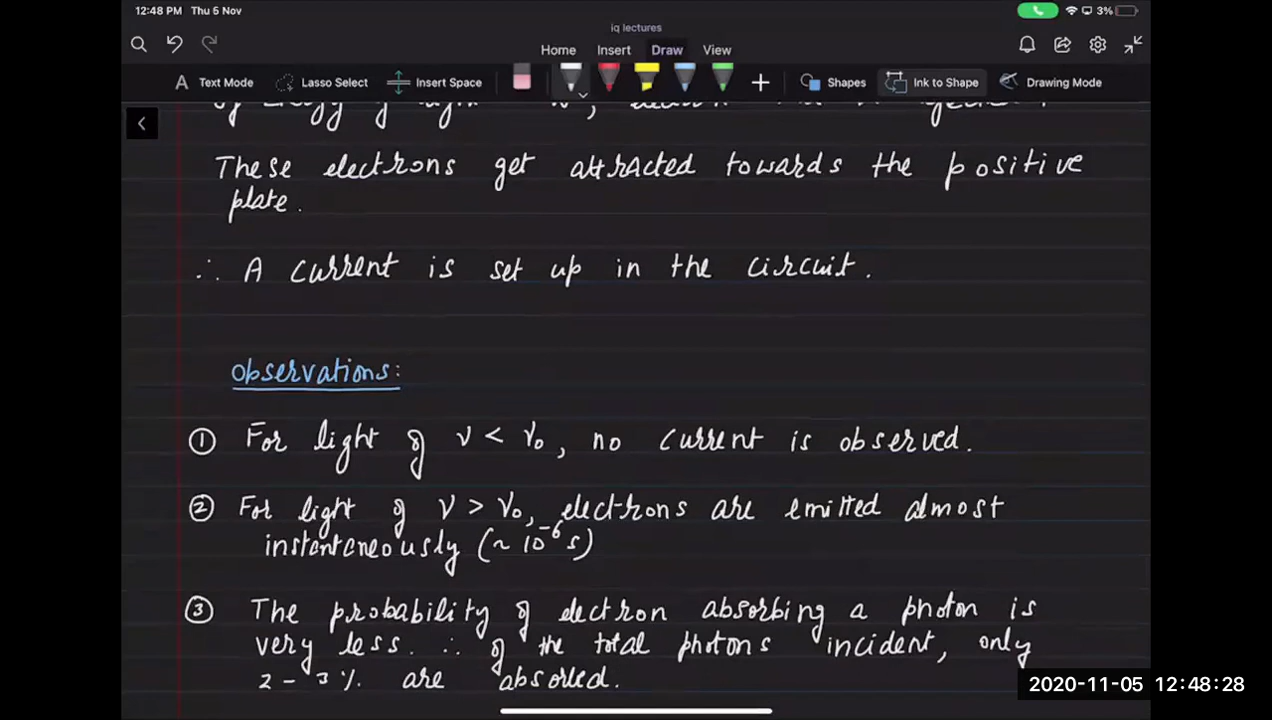 12:48 PM Thu 5 Nov
3%
iq lectures
Home Insert Draw View
Text Mode Lasso Select Insert Space Shapes Ink to Shape Drawing Mode
These electrons get attracted towards the positive
plate.
∴ A current is set up in the circuit.
Observations:
① For light of ν < ν₀, no current is observed.
② For light of ν > ν₀, electrons are emitted almost
instantaneously (~ 10⁻⁶ s)
③ The probability of electron absorbing a photon is
very less. ∴ of the total photons incident, only
2 - 3 % are absorbed.
2020-11-05 12:48:28